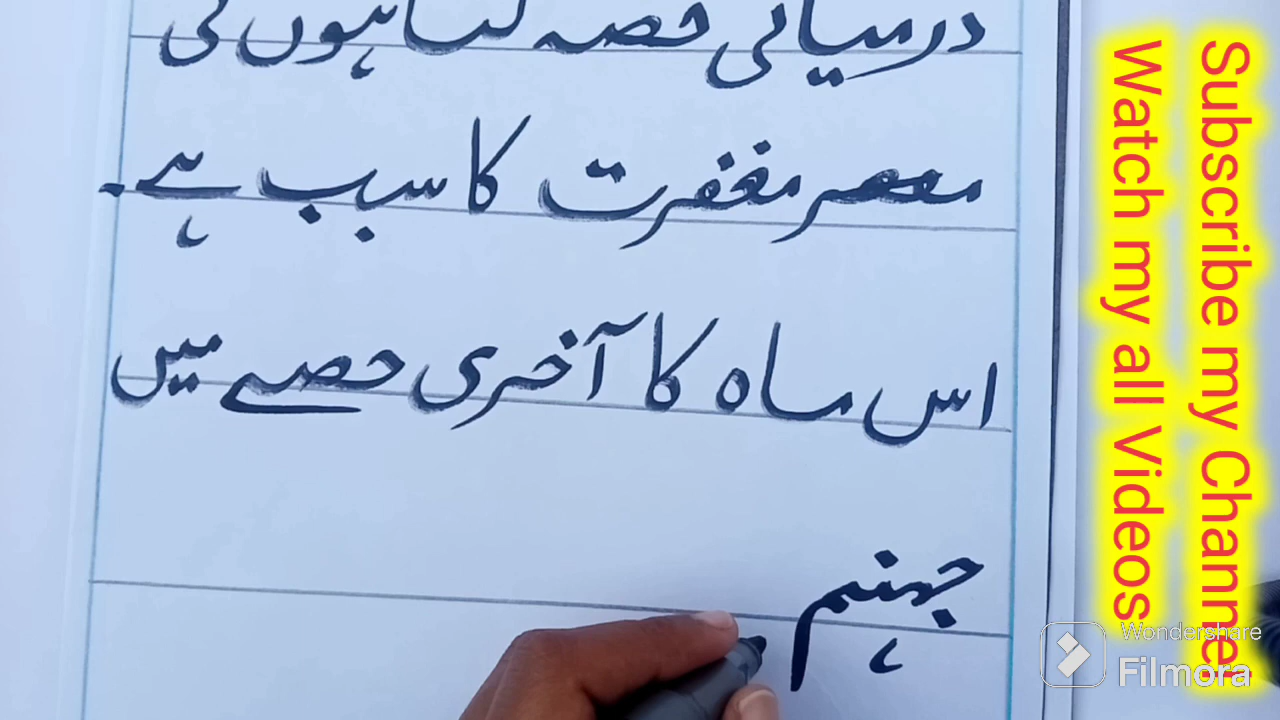 درمیانی حصہ گناہوں کی
مغفرت کا سبب ہے۔
اس ماہ کا آخری حصے میں
جہنم
Subscribe my Channel
Watch my all Videos
Wondershare
Filmora